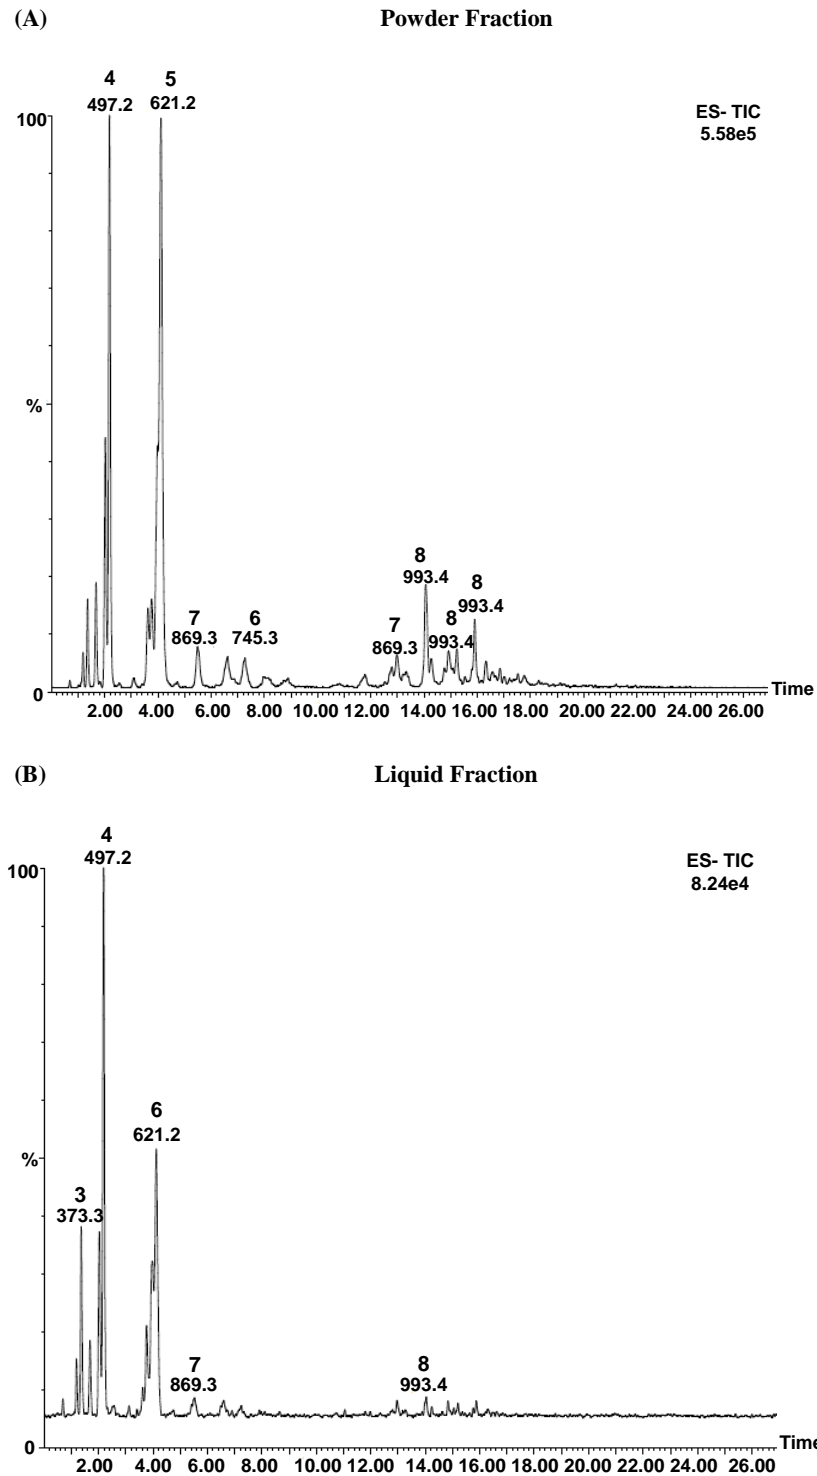 (A) Powder Fraction
4 5
497.2 621.2
ES- TIC
5.58e5
100
%
8
993.4
8
993.4
7 6
869.3 745.3
7
869.3
8
993.4
0
Time
2.00 4.00 6.00 8.00 10.00 12.00 14.00 16.00 18.00 20.00 22.00 24.00 26.00
(B) Liquid Fraction
4
497.2
ES- TIC
8.24e4
100
6
621.2
%
3
373.3
7
869.3
8
993.4
0
Time
2.00 4.00 6.00 8.00 10.00 12.00 14.00 16.00 18.00 20.00 22.00 24.00 26.00